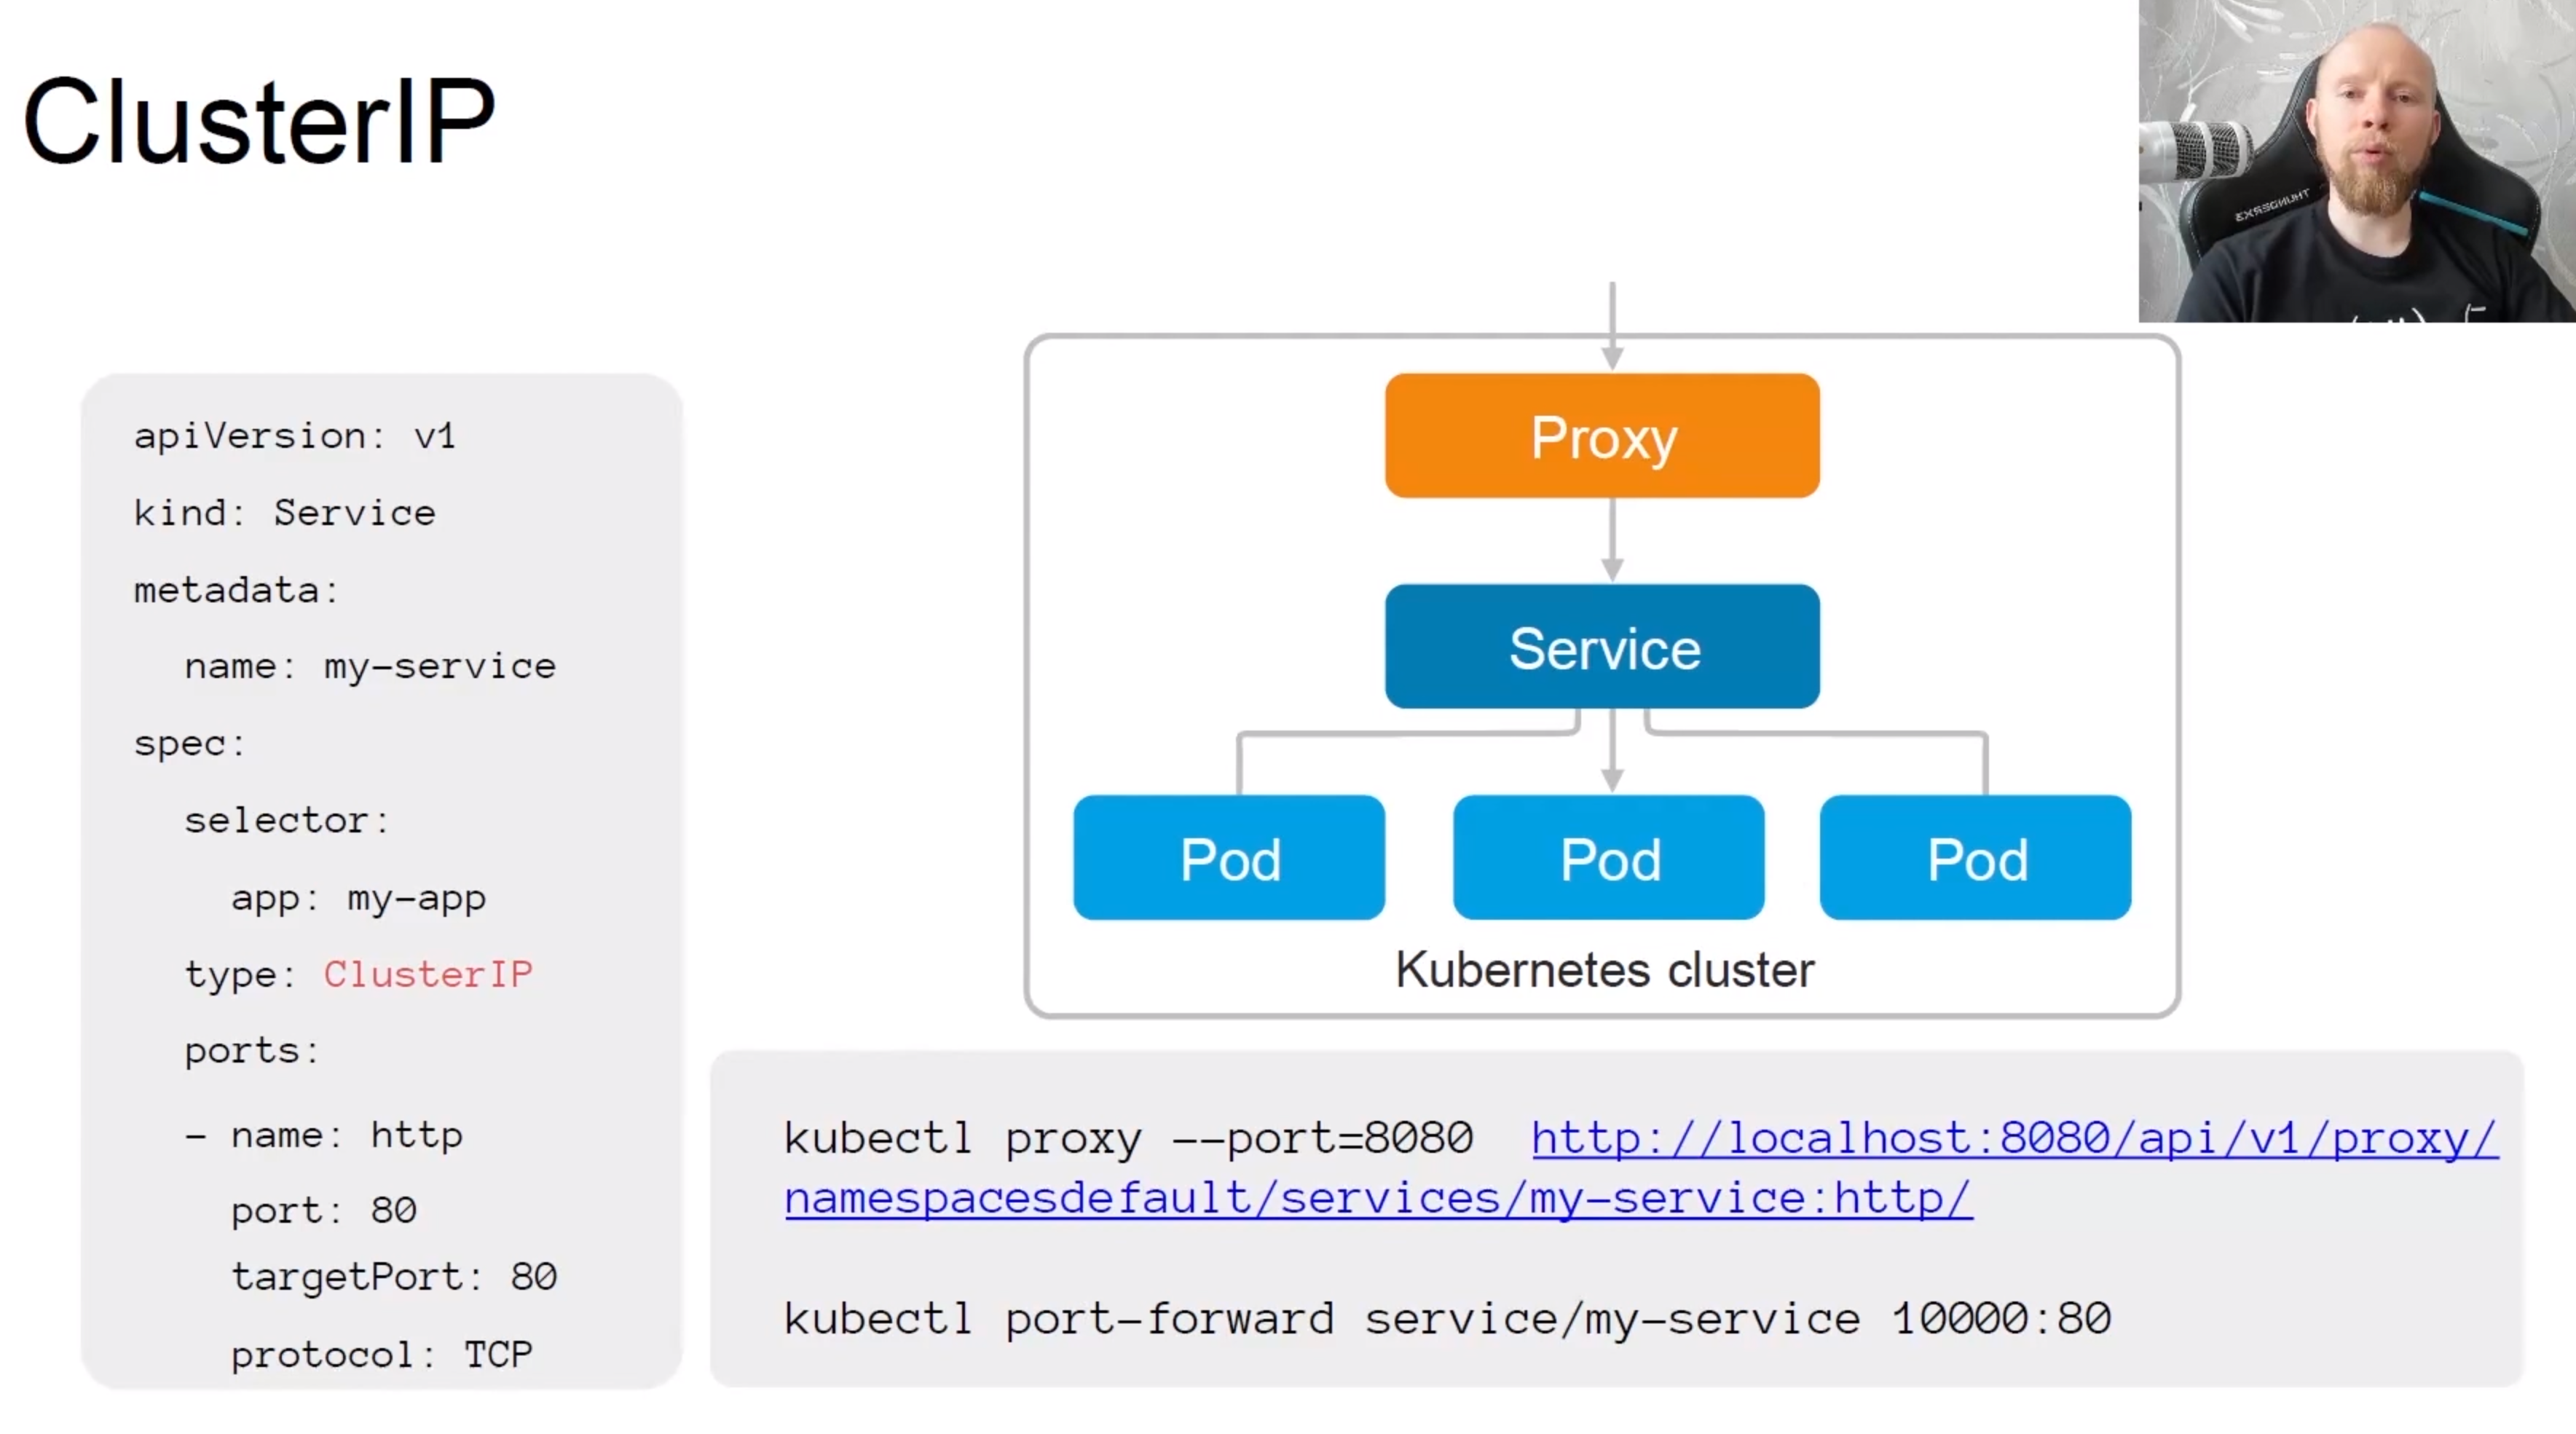 ClusterIP
apiVersion: v1
kind: Service
metadata:
name: my-service
spec:
selector:
app: my-app
type: ClusterIP
ports:
- name: http
port: 80
targetPort: 80
protocol: TCP
Proxy
Service
Pod Pod Pod
Kubernetes cluster
kubectl proxy --port=8080 http://localhost:8080/api/v1/proxy/
namespacesdefault/services/my-service:http/
kubectl port-forward service/my-service 10000:80